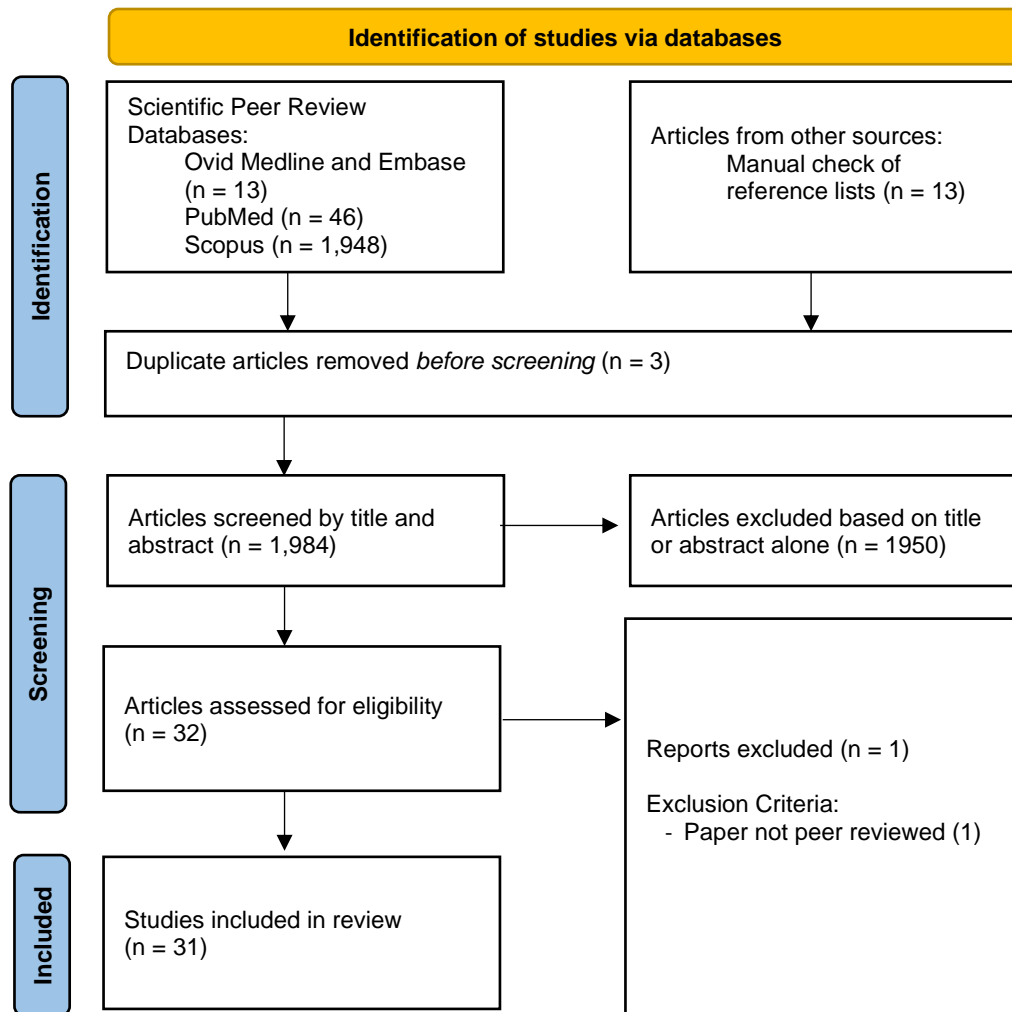 Identification of studies via databases
Identification
Scientific Peer Review
Databases:
Ovid Medline and Embase
(n = 13)
PubMed (n = 46)
Scopus (n = 1,948)
Articles from other sources:
Manual check of
reference lists (n = 13)
Duplicate articles removed before screening (n = 3)
Screening
Articles screened by title and
abstract (n = 1,984)
Articles excluded based on title
or abstract alone (n = 1950)
Articles assessed for eligibility
(n = 32)
Reports excluded (n = 1)
Exclusion Criteria:
- Paper not peer reviewed (1)
Included
Studies included in review
(n = 31)